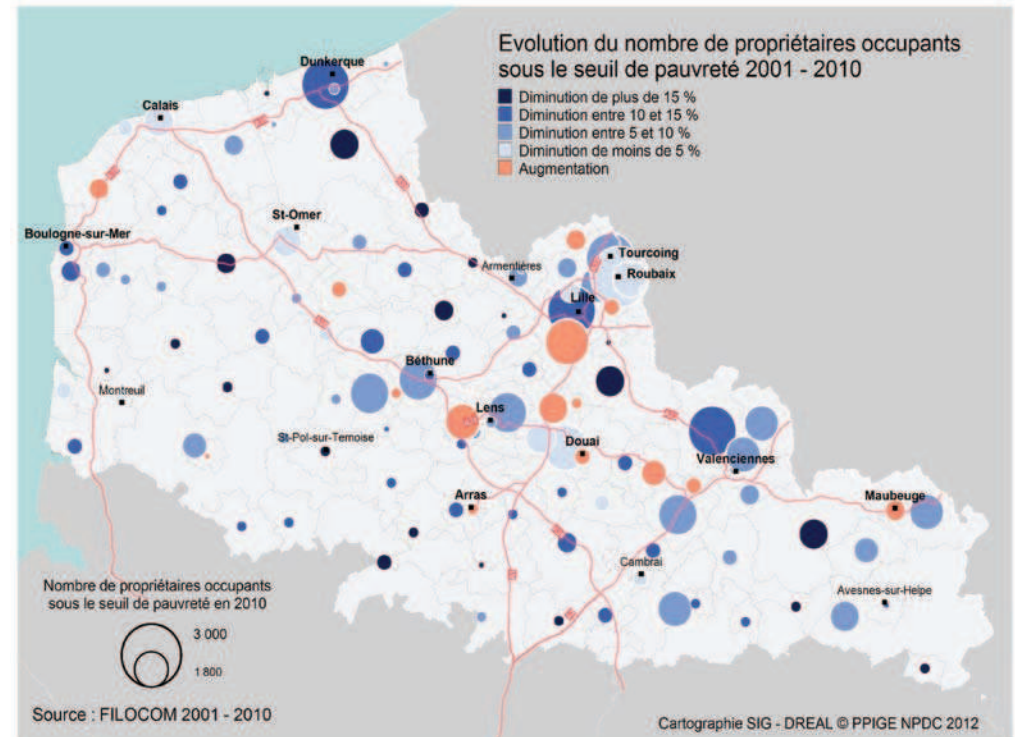 Evolution du nombre de propriétaires occupants
sous le seuil de pauvreté 2001 - 2010
Diminution de plus de 15 %
Diminution entre 10 et 15 %
Diminution entre 5 et 10 %
Diminution de moins de 5 %
Augmentation
Dunkerque
Calais
St-Omer
Boulogne-sur-Mer
Tourcoing
Armentières
Roubaix
Lille
Béthune
Montreuil
Lens
St-Pol-sur-Ternoise
Douai
Valenciennes
Arras
Maubeuge
Cambrai
Avesnes-sur-Helpe
Nombre de propriétaires occupants
sous le seuil de pauvreté en 2010
3 000
1 800
Source : FILOCOM 2001 - 2010
Cartographie SIG - DREAL © PPIGE NPDC 2012